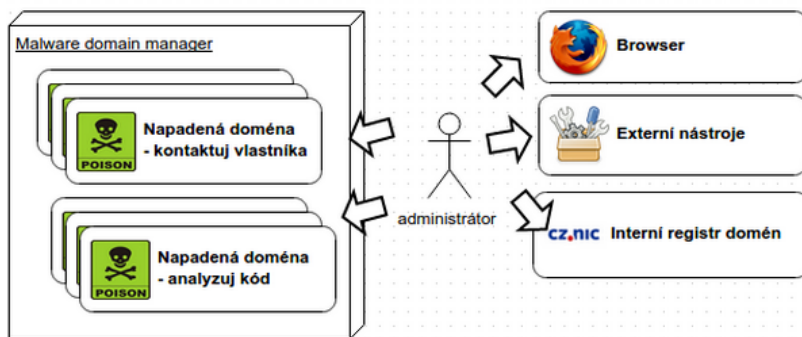 Malware domain manager
POISON
Napadená doména
- kontaktuj vlastníka
POISON
Napadená doména
- analyzuj kód
administrátor
Browser
Externí nástroje
CZ.NIC Interní registr domén